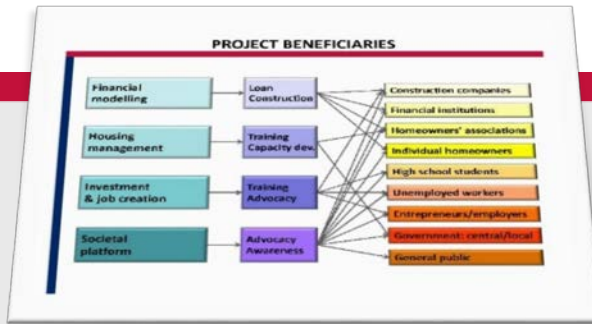 PROJECT BENEFICIARIES
Financial
modelling
Loan
Construction
Construction companies
Financial institutions
Housing
management
Training
Capacity dev.
Homeowners' associations
Individual homeowners
Investment
& job creation
Training
Advocacy
High school students
Unemployed workers
Entrepreneurs/employers
Societal
platform
Advocacy
Awareness
Government: central/local
General public